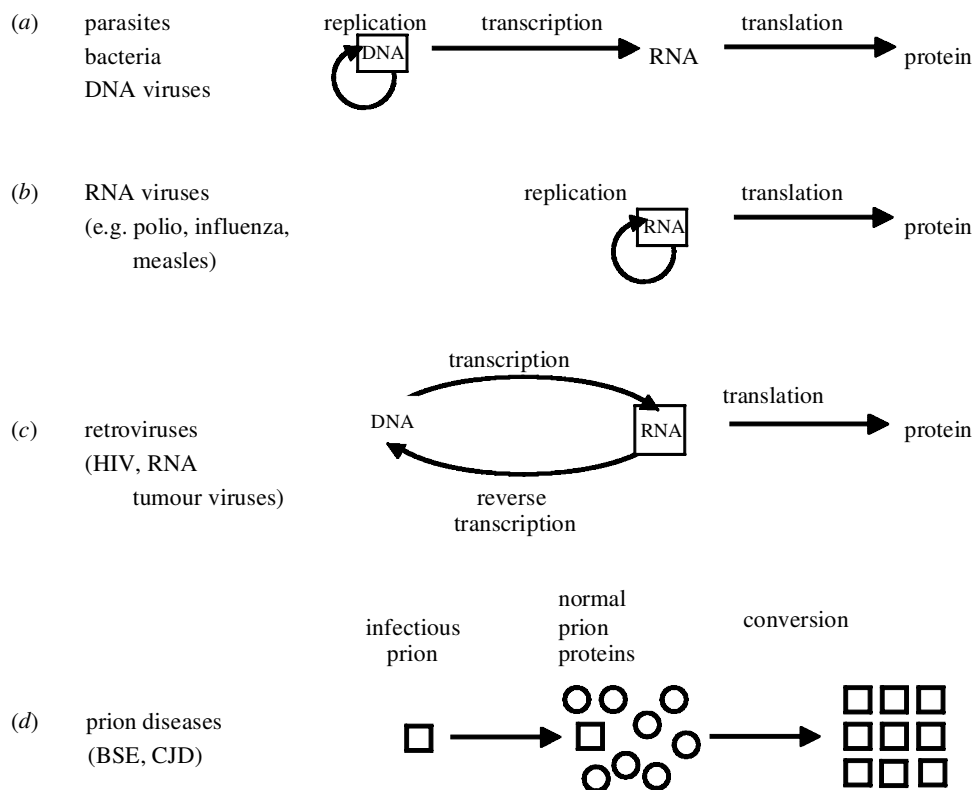 (a) parasites replication transcription translation
bacteria DNA RNA protein
DNA viruses
(b) RNA viruses replication translation
(e.g. polio, influenza, RNA protein
measles)
transcription
translation
(c) retroviruses DNA RNA protein
(HIV, RNA
tumour viruses) reverse
transcription
normal
infectious prion conversion
prion proteins
(d) prion diseases
(BSE, CJD)